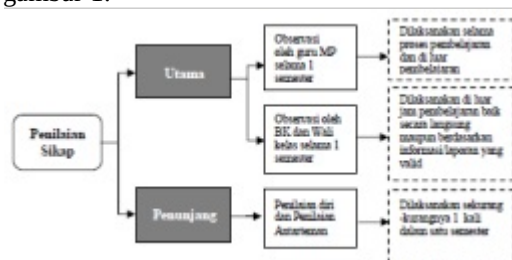 gambar 1.
Penilaian
Sikap
Utama
Observasi
oleh guru MP
selama 1
semester
Dilaksanakan selama
proses pembelajaran
dan di luar
pembelajaran
Observasi oleh
BK dan Wali
kelas selama 1
semester
Dilaksanakan di luar
jam pembelajaran baik
secara langsung
maupun berdasarkan
informasi laporan yang
valid
Penunjang
Penilaian diri
dan Penilaian
Antarteman
Dilaksanakan sekurang
-kurangnya 1 kali
dalam satu semester